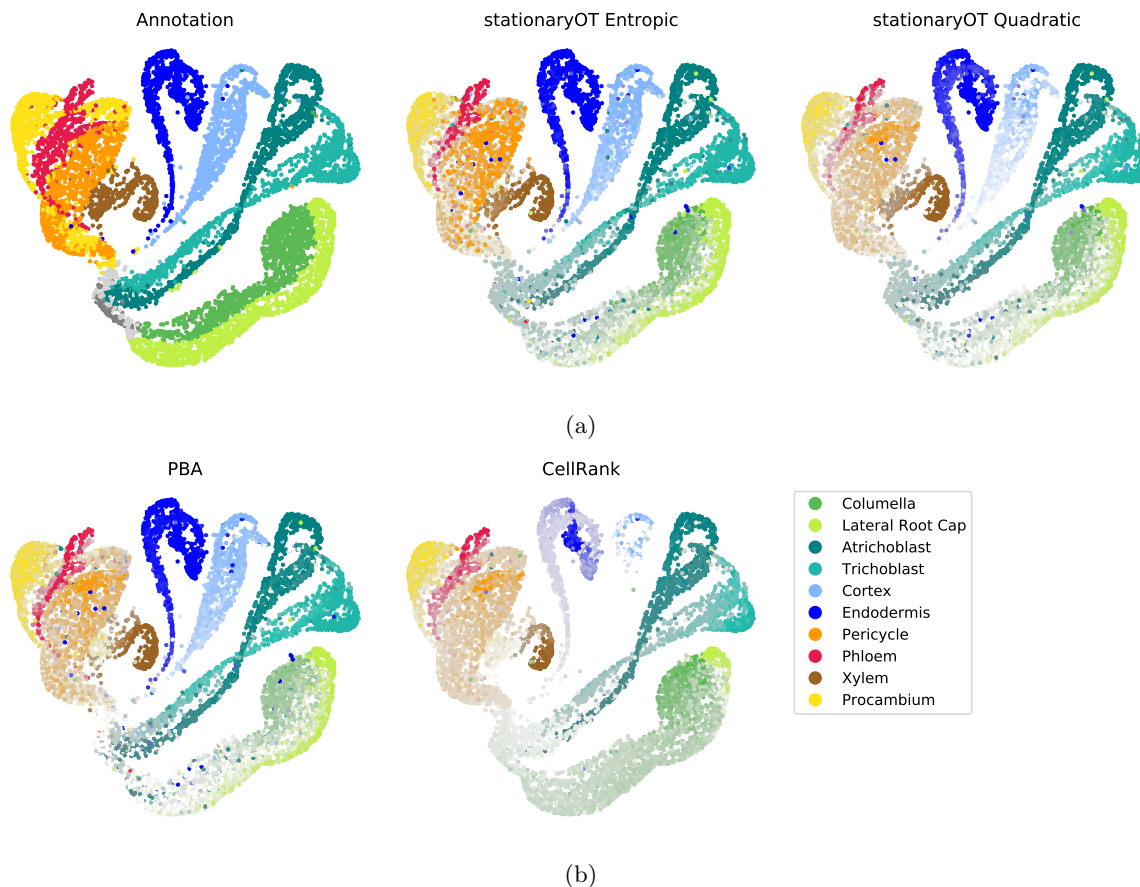 Annotation
stationaryOT Entropic
stationaryOT Quadratic
(a)
PBA
CellRank
Columella
Lateral Root Cap
Atrichoblast
Trichoblast
Cortex
Endodermis
Pericycle
Phloem
Xylem
Procambium
(b)